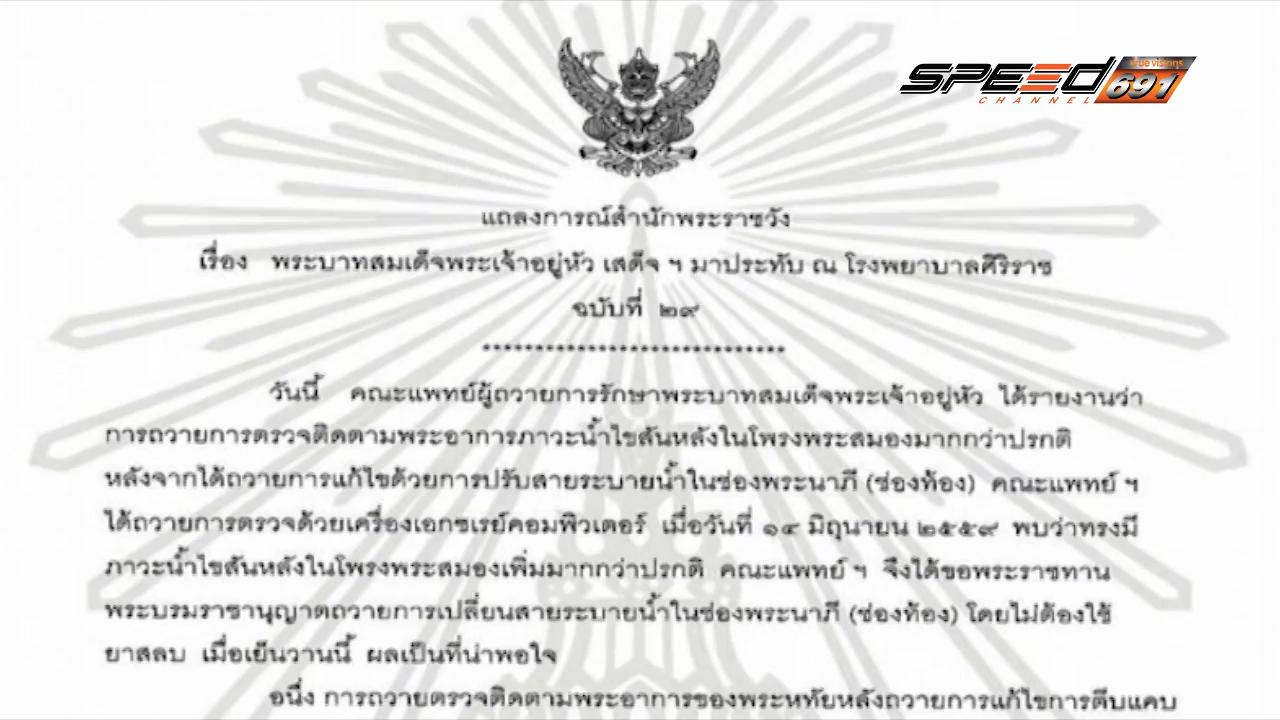 SPEED
CHANNEL
true visions
691
แถลงการณ์สำนักพระราชวัง
เรื่อง พระบาทสมเด็จพระเจ้าอยู่หัว เสด็จ ฯ มาประทับ ณ โรงพยาบาลศิริราช
ฉบับที่ ๒๙
วันนี้ คณะแพทย์ผู้ถวายการรักษาพระบาทสมเด็จพระเจ้าอยู่หัว ได้รายงานว่า
การถวายการตรวจติดตามพระอาการภาวะน้ำไขสันหลังในโพรงพระสมองมากกว่าปรกติ
หลังจากได้ถวายการแก้ไขด้วยการปรับสายระบายน้ำในช่องพระนาภี (ช่องท้อง) คณะแพทย์ ฯ
ได้ถวายการตรวจด้วยเครื่องเอกซเรย์คอมพิวเตอร์ เมื่อวันที่ ๑๔ มิถุนายน ๒๕๕๙ พบว่าทรงมี
ภาวะน้ำไขสันหลังในโพรงพระสมองเพิ่มมากกว่าปรกติ คณะแพทย์ ฯ จึงได้ขอพระราชทาน
พระบรมราชานุญาตถวายการเปลี่ยนสายระบายน้ำในช่องพระนาภี (ช่องท้อง) โดยไม่ต้องใช้
ยาสลบ เมื่อเย็นวานนี้ ผลเป็นที่น่าพอใจ
อนึ่ง การถวายตรวจติดตามพระอาการของพระหทัยหลังถวายการแก้ไขการตีบแคบ